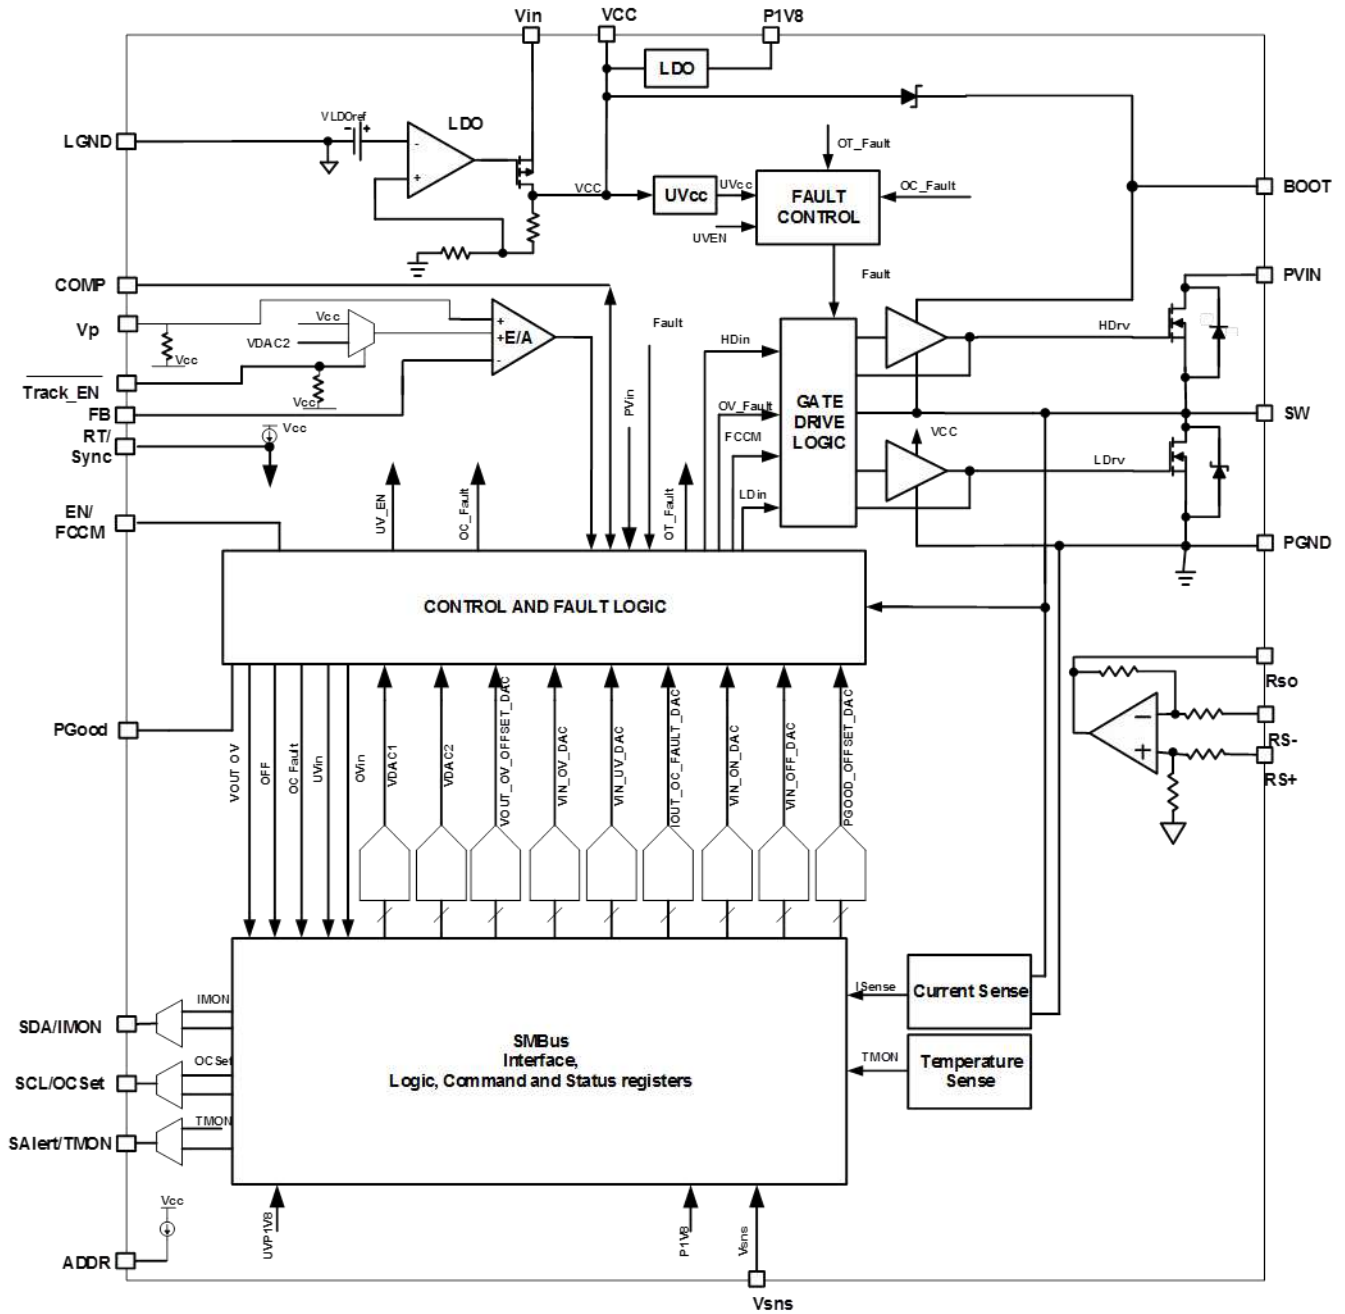 Vin
VCC
P1V8
LDO
VLDOref
- +
LDO
LGND
-
+
OT_Fault
VCC
UVcc
UVcc
FAULT
CONTROL
OC_Fault
UVEN
BOOT
COMP
Fault
PVIN
Vp
Vcc
VDAC2
Vcc
+
+E/A
-
Fault
HDin
HDrv
Track_EN
Vcc
PVin
OV_Fault
GATE
DRIVE
LOGIC
SW
FB
RT/
Sync
Vcc
FCCM
VCC
LDrv
EN/
FCCM
UV_EN
OC_Fault
OT_Fault
LDin
PGND
CONTROL AND FAULT LOGIC
Rso
RS-
RS+
−
+
PGood
VOUT OV
OFF
OC Fault
UVin
OVin
VDAC1
VDAC2
VOUT_OV_OFFSET_DAC
VIN_OV_DAC
VIN_UV_DAC
IOUT_OC_FAULT_DAC
VIN_ON_DAC
VIN_OFF_DAC
PGOOD_OFFSET_DAC
SDA/IMON
IMON
ISense
Current Sense
SMBus
Interface,
Logic, Command and Status registers
SCL/OCSet
OCSet
TMON
Temperature
Sense
SAlert/TMON
TMON
Vcc
ADDR
UVP1V8
P1V8
Vsns
Vsns